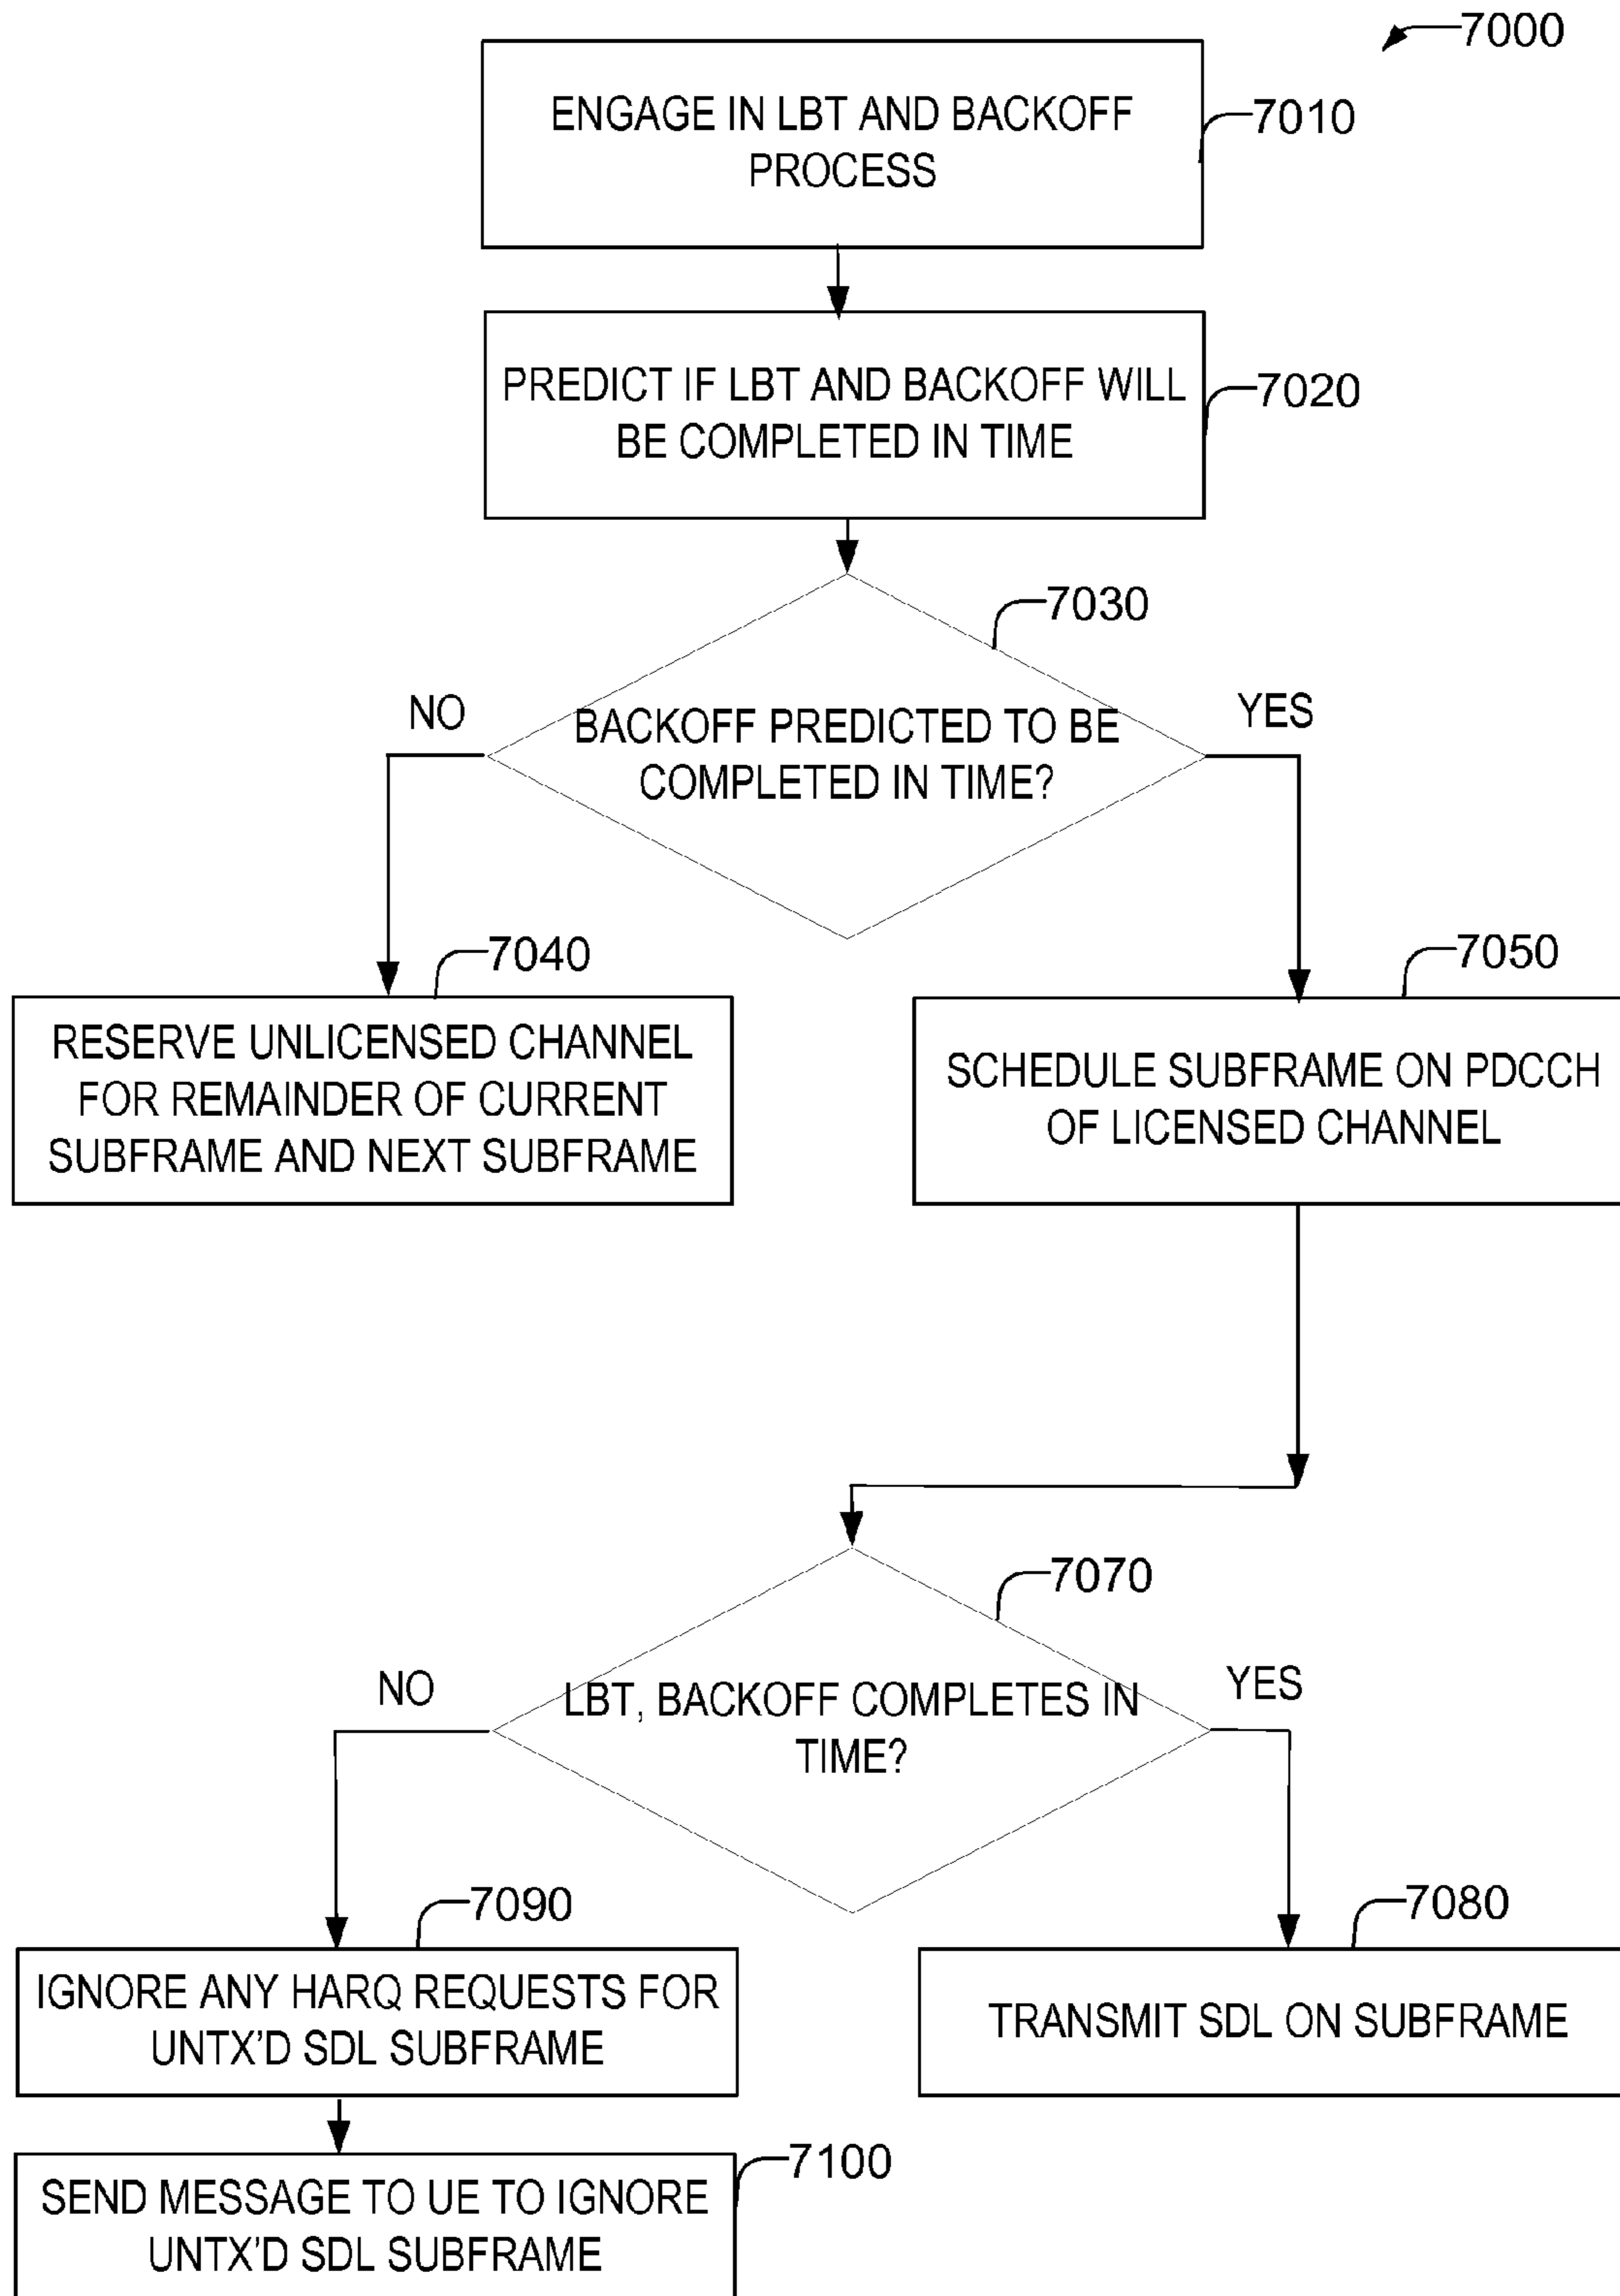 7000
ENGAGE IN LBT AND BACKOFF
PROCESS
7010
PREDICT IF LBT AND BACKOFF WILL
BE COMPLETED IN TIME
7020
7030
NO
YES
BACKOFF PREDICTED TO BE
COMPLETED IN TIME?
7040
7050
RESERVE UNLICENSED CHANNEL
FOR REMAINDER OF CURRENT
SUBFRAME AND NEXT SUBFRAME
SCHEDULE SUBFRAME ON PDCCH
OF LICENSED CHANNEL
7070
NO
YES
LBT, BACKOFF COMPLETES IN
TIME?
7090
7080
IGNORE ANY HARQ REQUESTS FOR
UNTX'D SDL SUBFRAME
TRANSMIT SDL ON SUBFRAME
7100
SEND MESSAGE TO UE TO IGNORE
UNTX'D SDL SUBFRAME